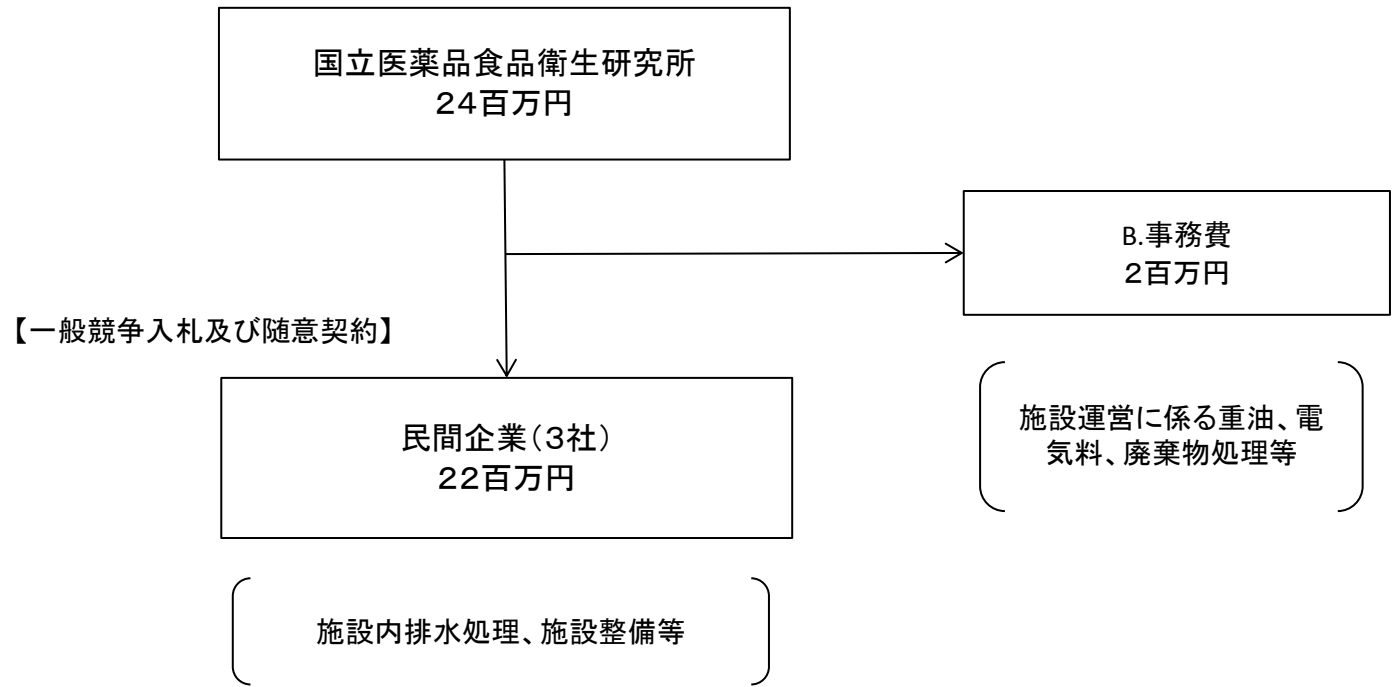 国立医薬品食品衛生研究所
２４百万円
B.事務費
２百万円
【一般競争入札及び随意契約】
民間企業（３社）
２２百万円
施設運営に係る重油、電
気料、廃棄物処理等
施設内排水処理、施設整備等